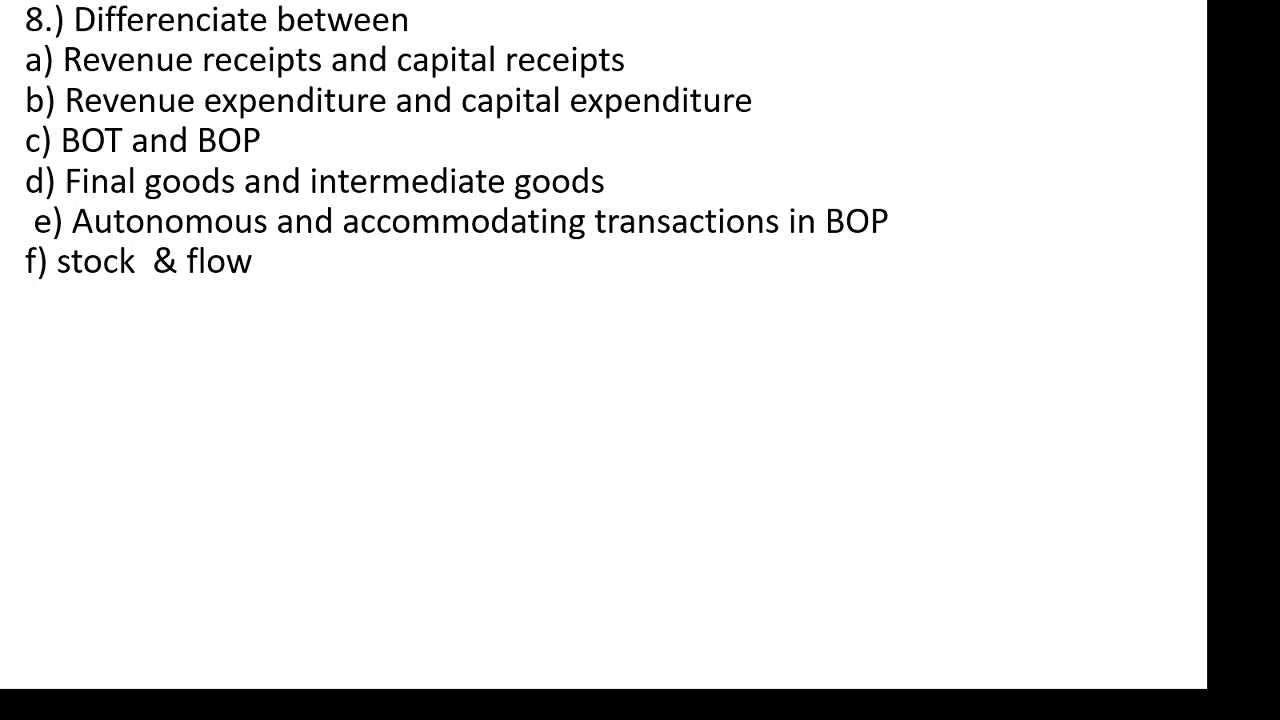 8.) Differenciate between
a) Revenue receipts and capital receipts
b) Revenue expenditure and capital expenditure
c) BOT and BOP
d) Final goods and intermediate goods
e) Autonomous and accommodating transactions in BOP
f) stock  & flow